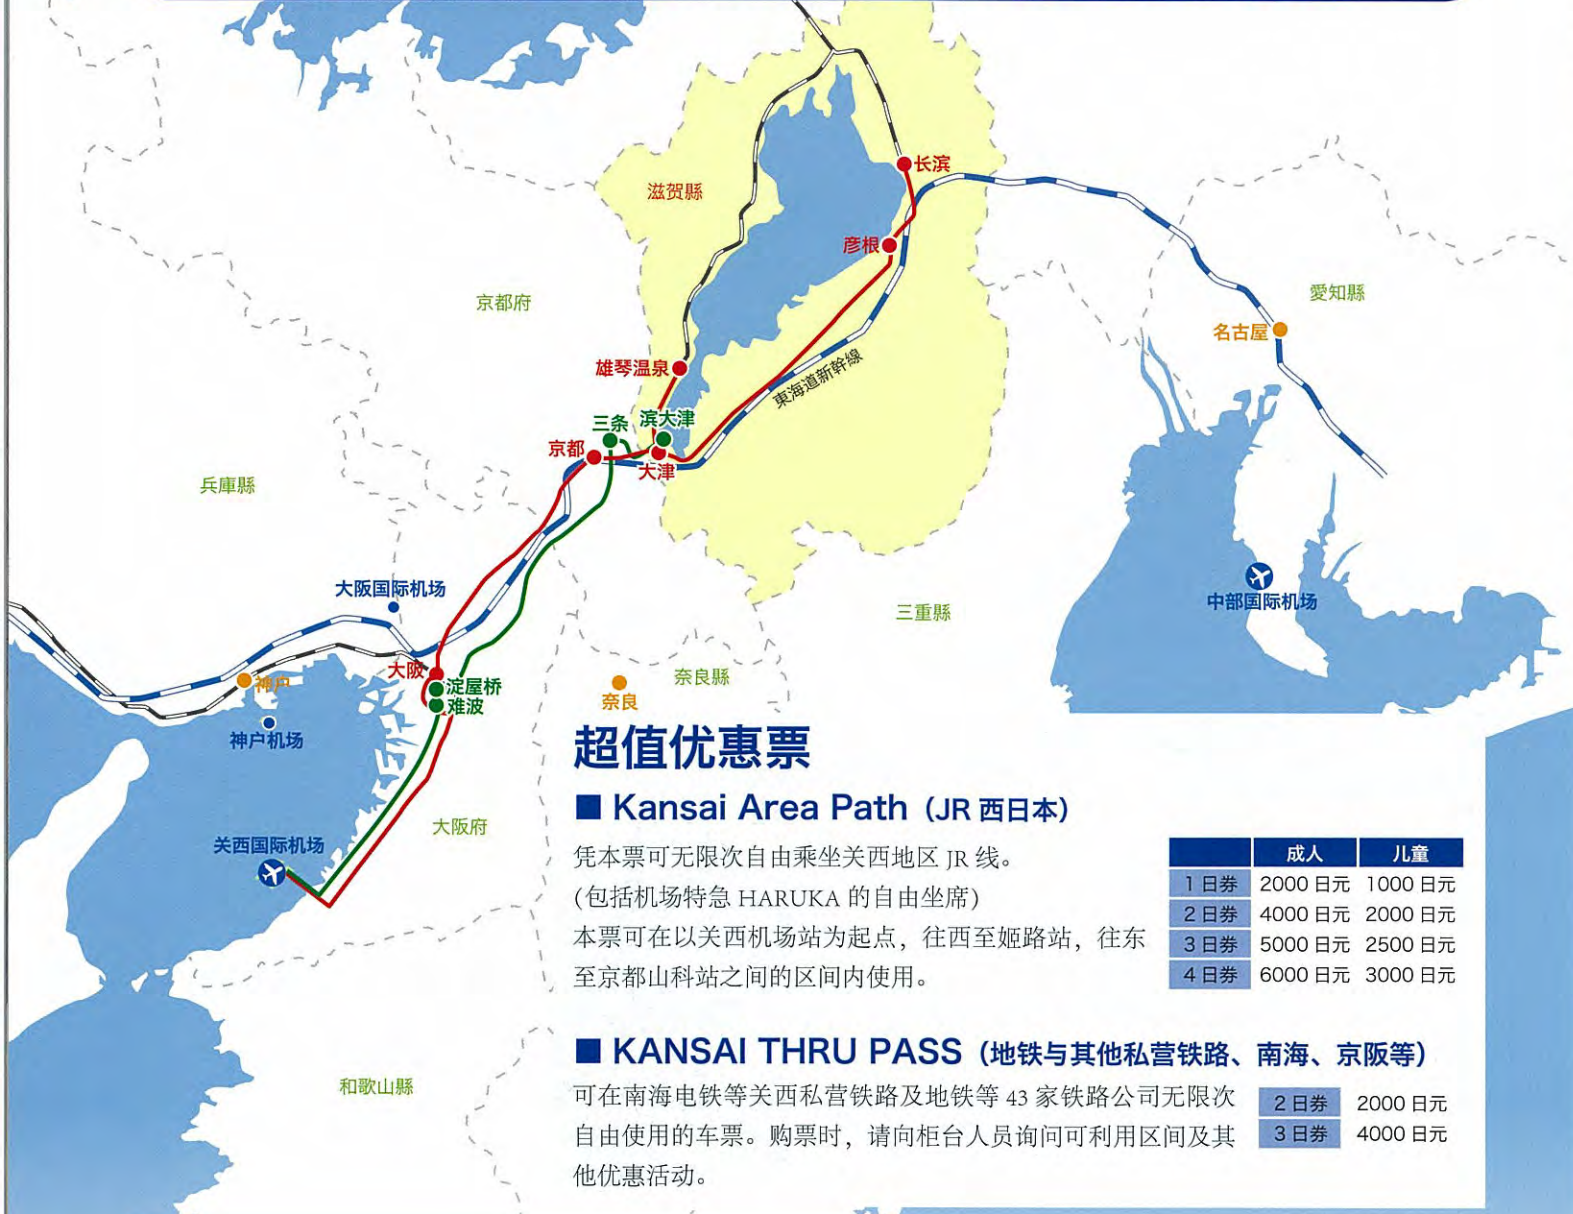 长滨
滋贺縣
彦根
京都府
愛知縣
名古屋
雄琴温泉
東海道新幹線
三条
滨大津
京都
大津
兵庫縣
大阪国际机场
中部国际机场
三重縣
大阪
淀屋桥
难波
神户
奈良縣
奈良
神户机场
大阪府
关西国际机场
和歌山縣
超值优惠票
■ Kansai Area Path（JR 西日本）
凭本票可无限次自由乘坐关西地区 JR 线。
(包括机场特急 HARUKA 的自由坐席)
本票可在以关西机场站为起点，往西至姬路站，往东
至京都山科站之间的区间内使用。
成人 儿童
1 日券 2000 日元 1000 日元
2 日券 4000 日元 2000 日元
3 日券 5000 日元 2500 日元
4 日券 6000 日元 3000 日元
■ KANSAI THRU PASS（地铁与其他私营铁路、南海、京阪等）
可在南海电铁等关西私营铁路及地铁等 43 家铁路公司无限次
自由使用的车票。购票时，请向柜台人员询问可利用区间及其
他优惠活动。
2 日券 2000 日元
3 日券 4000 日元